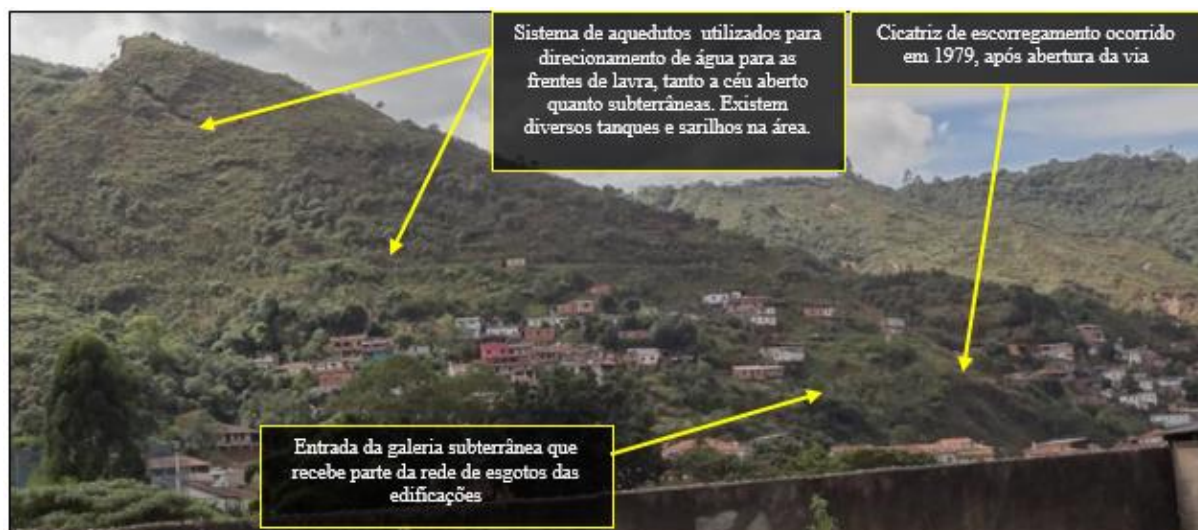 Sistema de aquedutos utilizados para
direcionamento de água para as
frentes de lavra, tanto a céu aberto
quanto subterrâneas. Existem
diversos tanques e sarilhos na área.
Cicatriz de escorregamento ocorrido
em 1979, após abertura da via
Entrada da galeria subterrânea que
recebe parte da rede de esgotos das
edificações